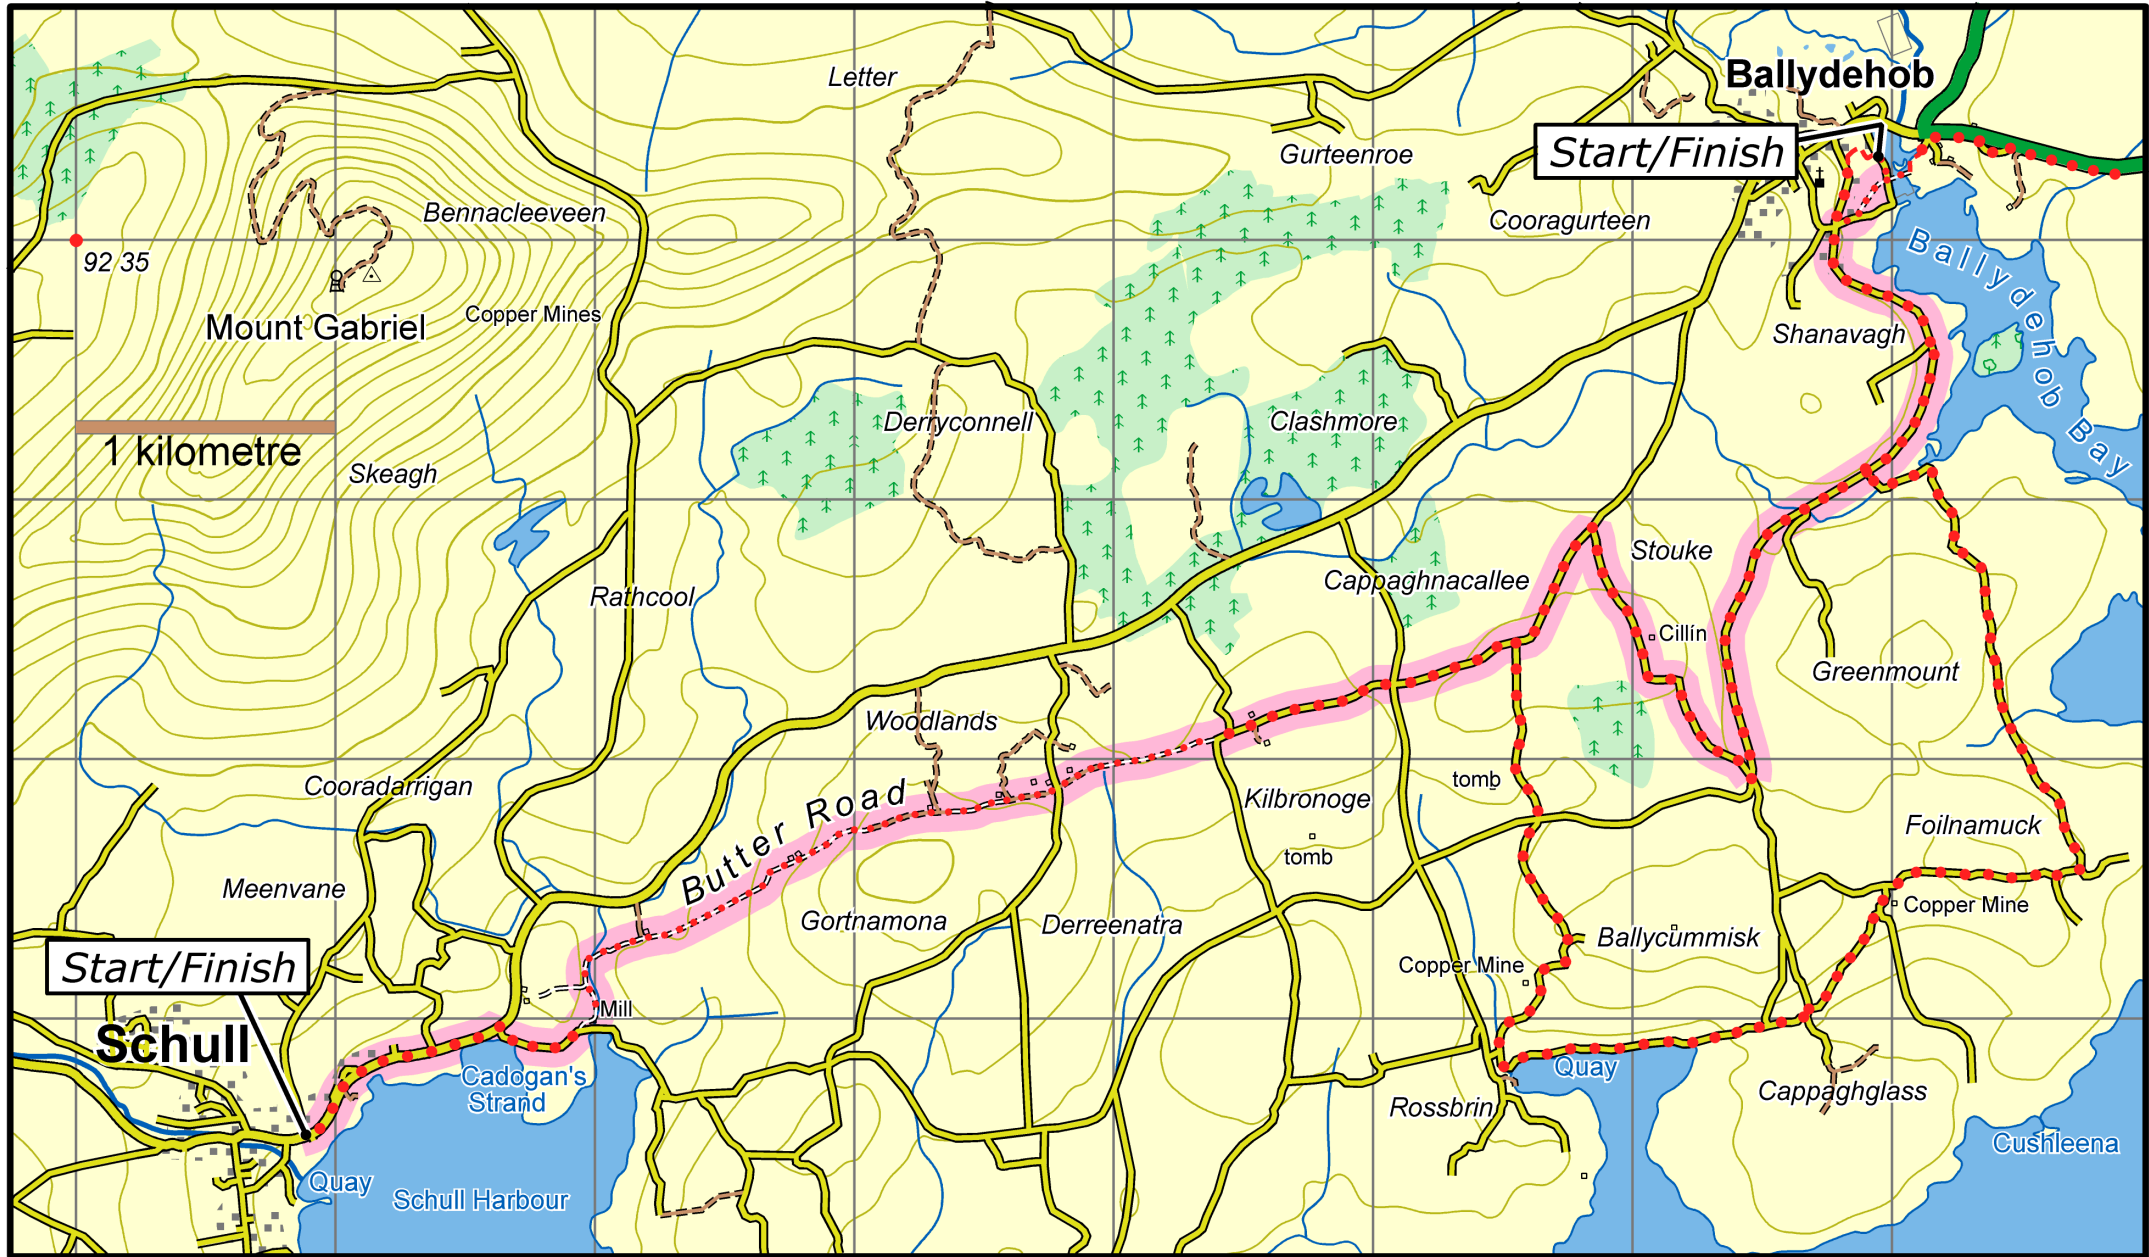 Letter
Ballydehob
Start/Finish
Gurteenroe
Bennacleeveen
Cooragurteen
92 35
Ballydehob Bay
Copper Mines
Mount Gabriel
Shanavagh
Derryconnell
Clashmore
1 kilometre
Skeagh
Stouke
Cappaghnacallee
Rathcool
Cillín
Greenmount
Woodlands
Cooradarrigan
tomb
Butter Road
Kilbronoge
Foilnamuck
tomb
Meenvane
Copper Mine
Gortnamona
Derreenatra
Ballycummisk
Start/Finish
Copper Mine
Mill
Schull
Cadogan's
Strand
Quay
Cappaghglass
Rossbrin
Cushleena
Quay
Schull Harbour